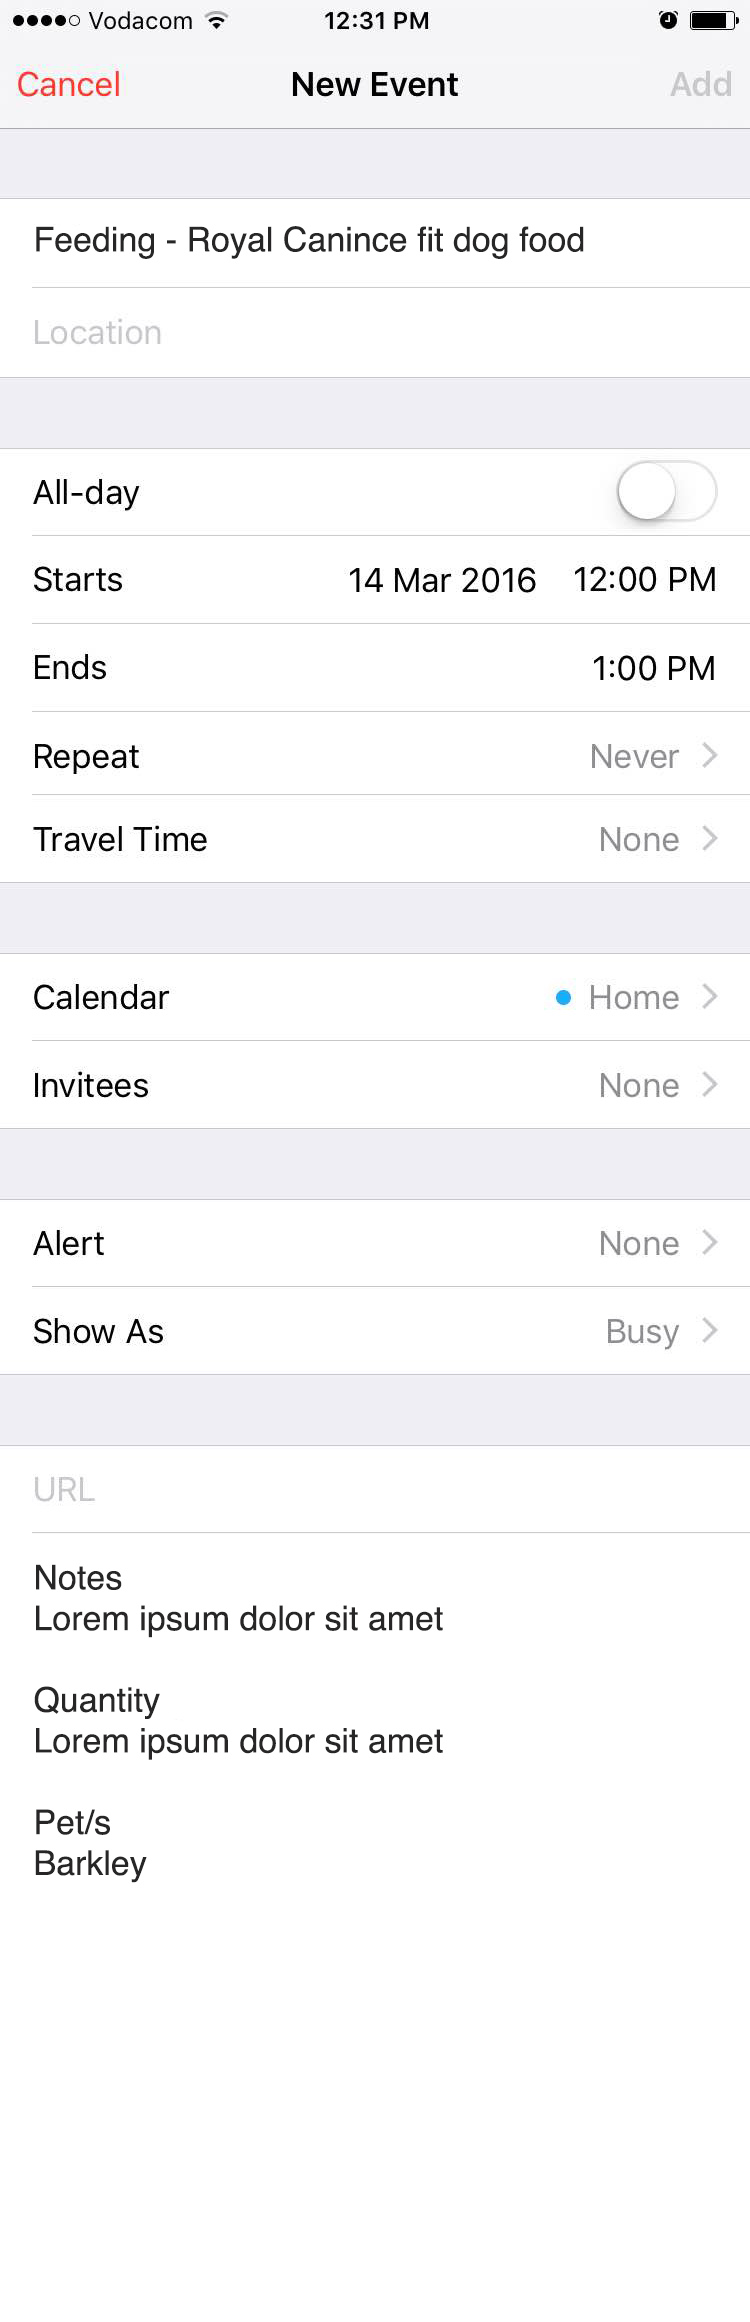 Vodacom 12:31 PM
Cancel New Event Add
Feeding - Royal Canince fit dog food
Location
All-day
Starts 14 Mar 2016 12:00 PM
Ends 1:00 PM
Repeat Never
Travel Time None
Calendar Home
Invitees None
Alert None
Show As Busy
URL
Notes
Lorem ipsum dolor sit amet
Quantity
Lorem ipsum dolor sit amet
Pet/s
Barkley